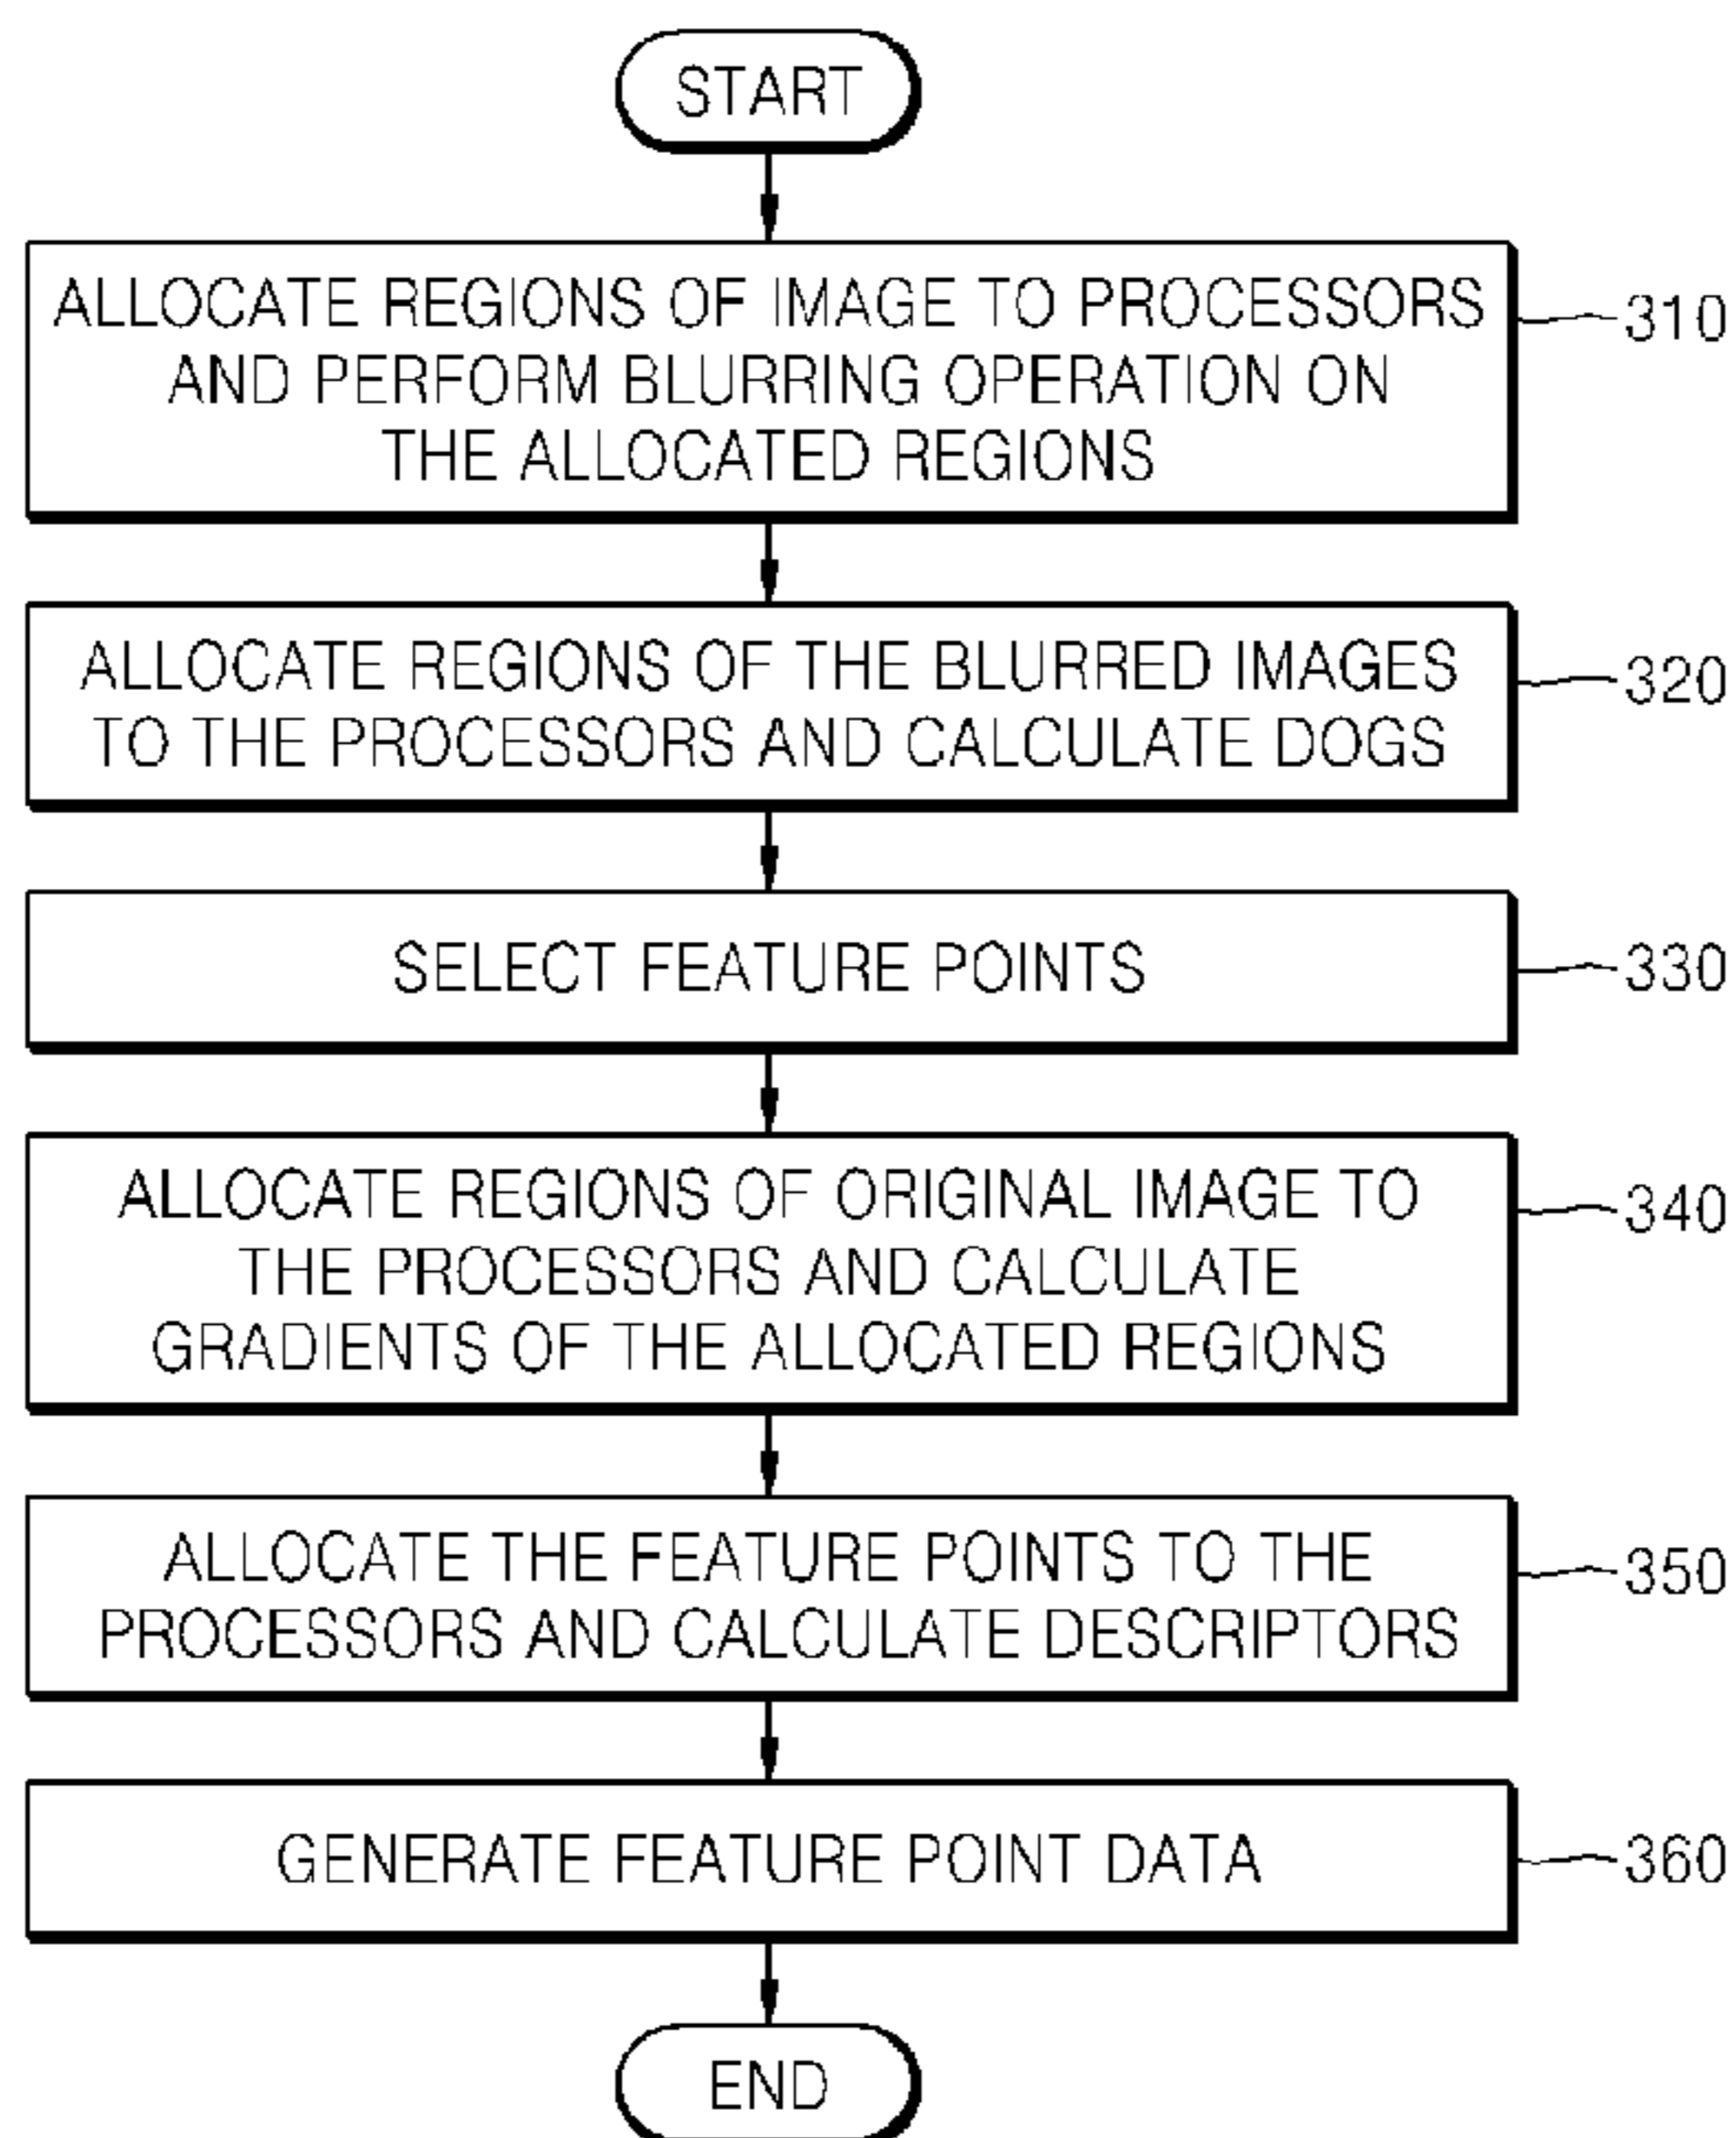 START
ALLOCATE REGIONS OF IMAGE TO PROCESSORS
AND PERFORM BLURRING OPERATION ON
THE ALLOCATED REGIONS
310
ALLOCATE REGIONS OF THE BLURRED IMAGES
TO THE PROCESSORS AND CALCULATE DOGS
320
SELECT FEATURE POINTS
330
ALLOCATE REGIONS OF ORIGINAL IMAGE TO
THE PROCESSORS AND CALCULATE
GRADIENTS OF THE ALLOCATED REGIONS
340
ALLOCATE THE FEATURE POINTS TO THE
PROCESSORS AND CALCULATE DESCRIPTORS
350
GENERATE FEATURE POINT DATA
360
END